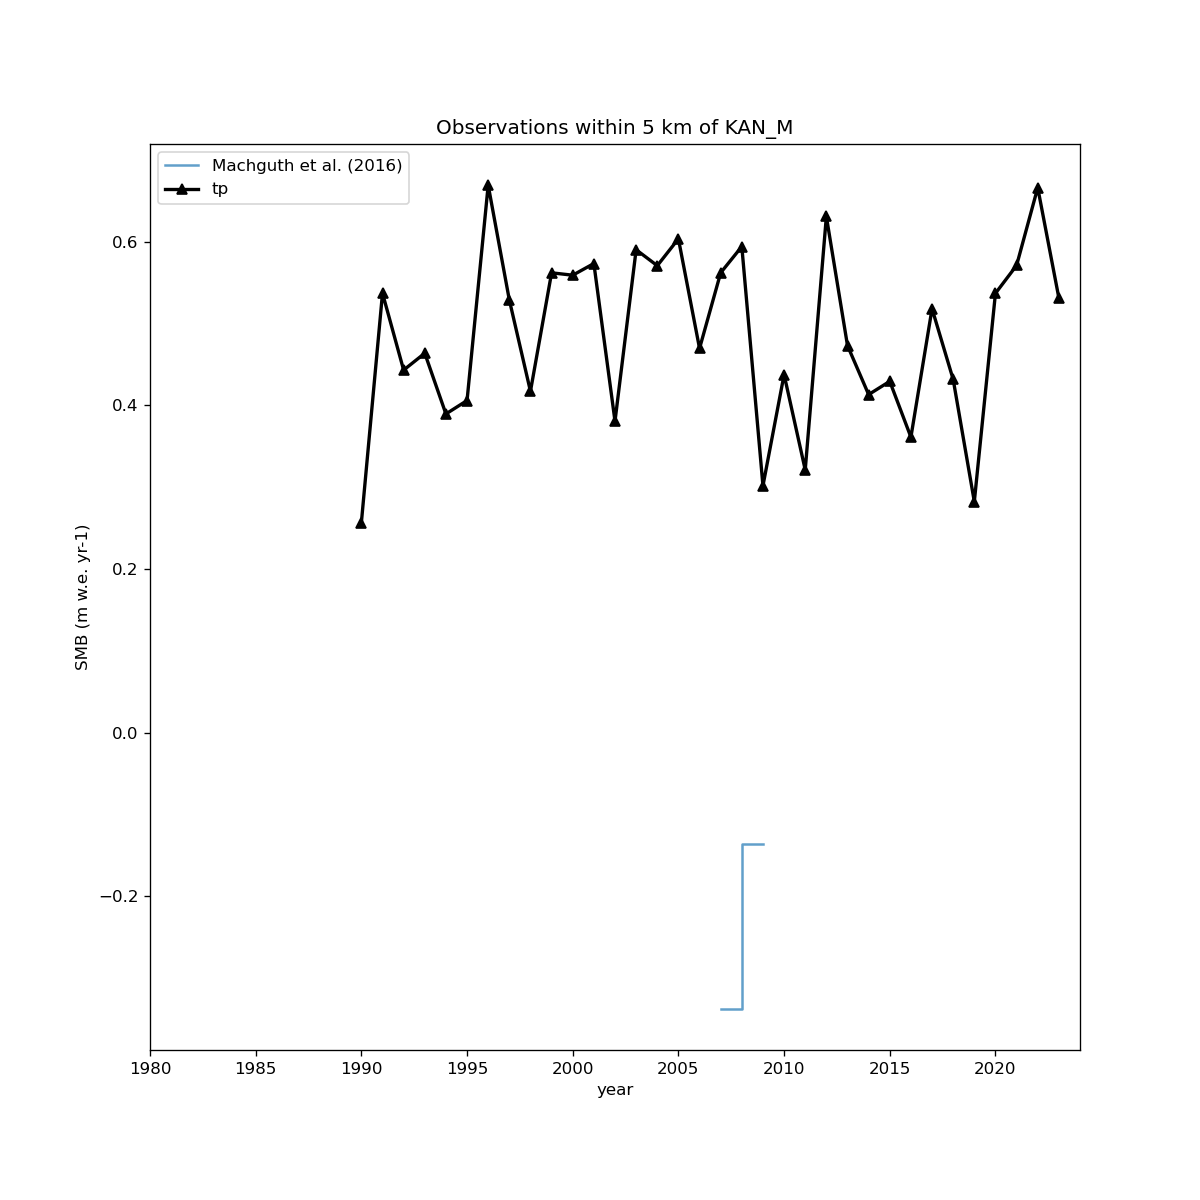 Observations within 5 km of KAN_M
Machguth et al. (2016)
tp
0.6
0.4
0.2
0.0
−0.2
SMB (m w.e. yr-1)
1980 1985 1990 1995 2000 2005 2010 2015 2020
year